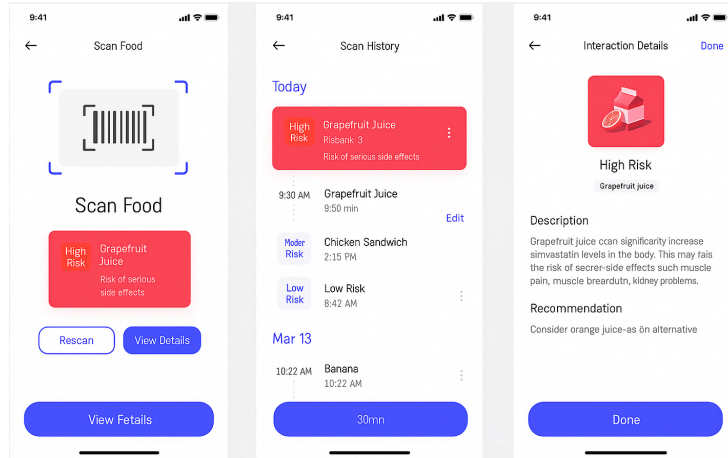 9:41
Scan Food
Scan Food
High
Risk
Grapefruit
Juice
Risk of serious
side effects
Rescan
View Details
View Fetails
9:41
Scan History
Today
High
Risk
Grapefruit Juice
Risbank 3
Risk of serious side effects
9:30 AM
Grapefruit Juice
9:50 min
Edit
Moder
Risk
Chicken Sandwich
2:15 PM
Low
Risk
Low Risk
8:42 AM
Mar 13
10:22 AM
Banana
10:22 AM
30mn
9:41
Interaction Details
Done
High Risk
Grapefruit juice
Description
Grapefruit juice ccan significarity increase
simvastatin levels in the body. This may fais
the risk of secrer-side effects such muscle
pain, muscle breardutn, kidney problems.
Recommendation
Consider orange juice-as ön alternative
Done